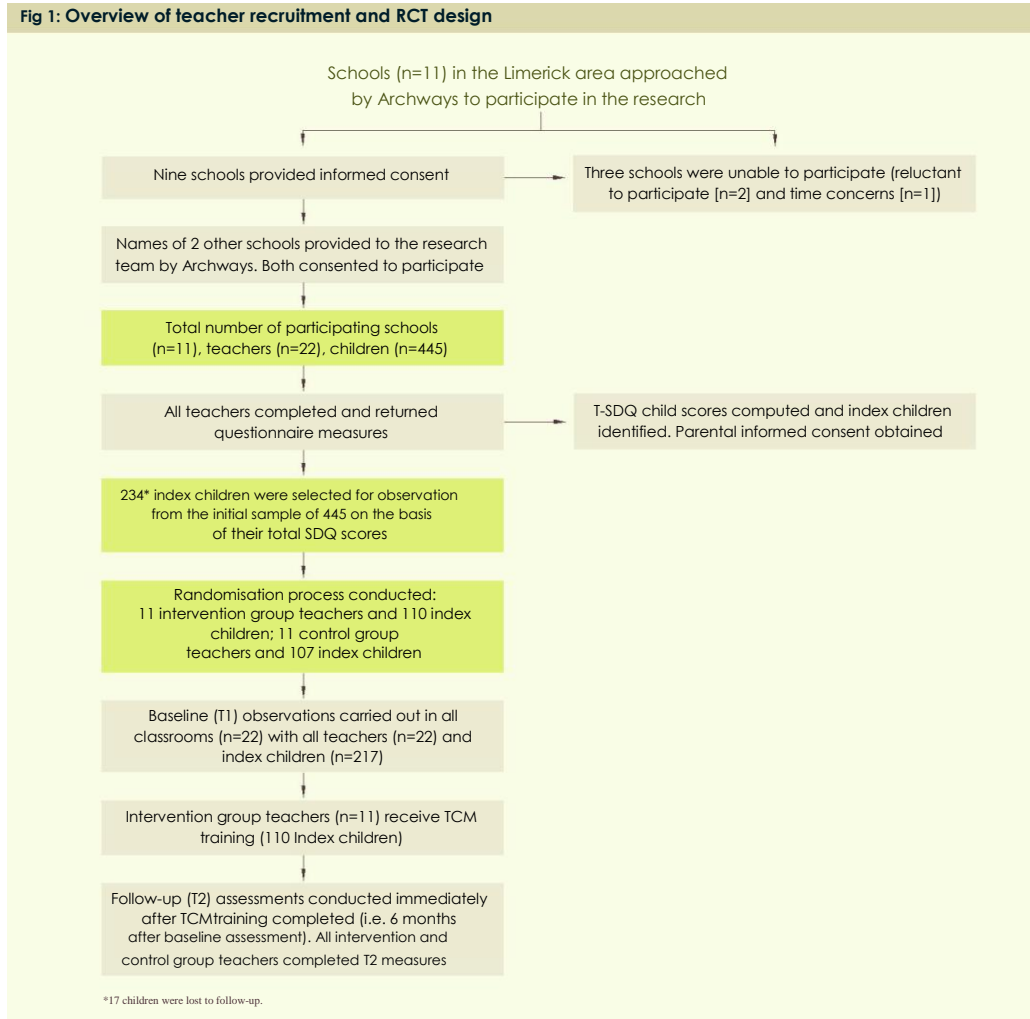 Fig 1: Overview of teacher recruitment and RCT design
Schools (n=11) in the Limerick area approached
by Archways to participate in the research
Nine schools provided informed consent
Three schools were unable to participate (reluctant
to participate [n=2] and time concerns [n=1])
Names of 2 other schools provided to the research
team by Archways. Both consented to participate
Total number of participating schools
(n=11), teachers (n=22), children (n=445)
All teachers completed and returned
questionnaire measures
T-SDQ child scores computed and index children
identified. Parental informed consent obtained
234* index children were selected for observation
from the initial sample of 445 on the basis
of their total SDQ scores
Randomisation process conducted:
11 intervention group teachers and 110 index
children; 11 control group
teachers and 107 index children
Baseline (T1) observations carried out in all
classrooms (n=22) with all teachers (n=22) and
index children (n=217)
Intervention group teachers (n=11) receive TCM
training (110 Index children)
Follow-up (T2) assessments conducted immediately
after TCMtraining completed (i.e. 6 months
after baseline assessment). All intervention and
control group teachers completed T2 measures
*17 children were lost to follow-up.